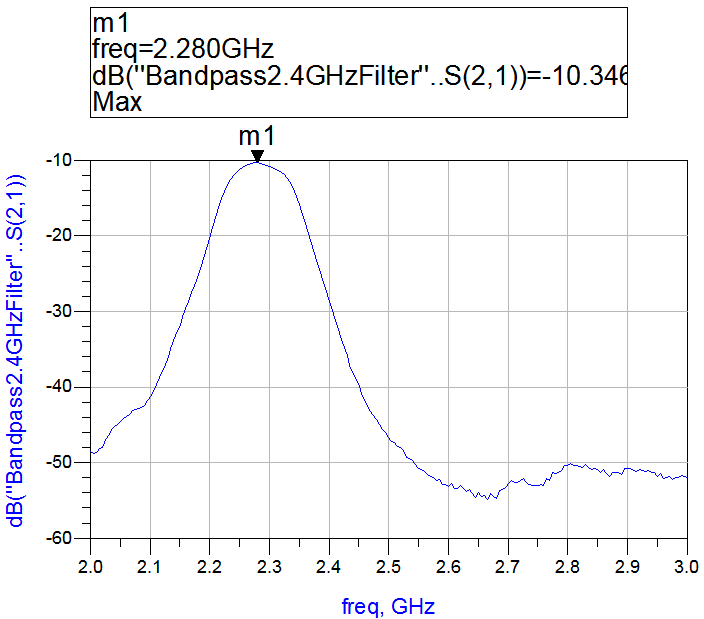 m1
freq=2.280GHz
dB("Bandpass2.4GHzFilter"..S(2,1))=-10.346
Max
m1
-10
-20
-30
-40
-50
-60
dB("Bandpass2.4GHzFilter"..S(2,1))
2.0 2.1 2.2 2.3 2.4 2.5 2.6 2.7 2.8 2.9 3.0
freq, GHz